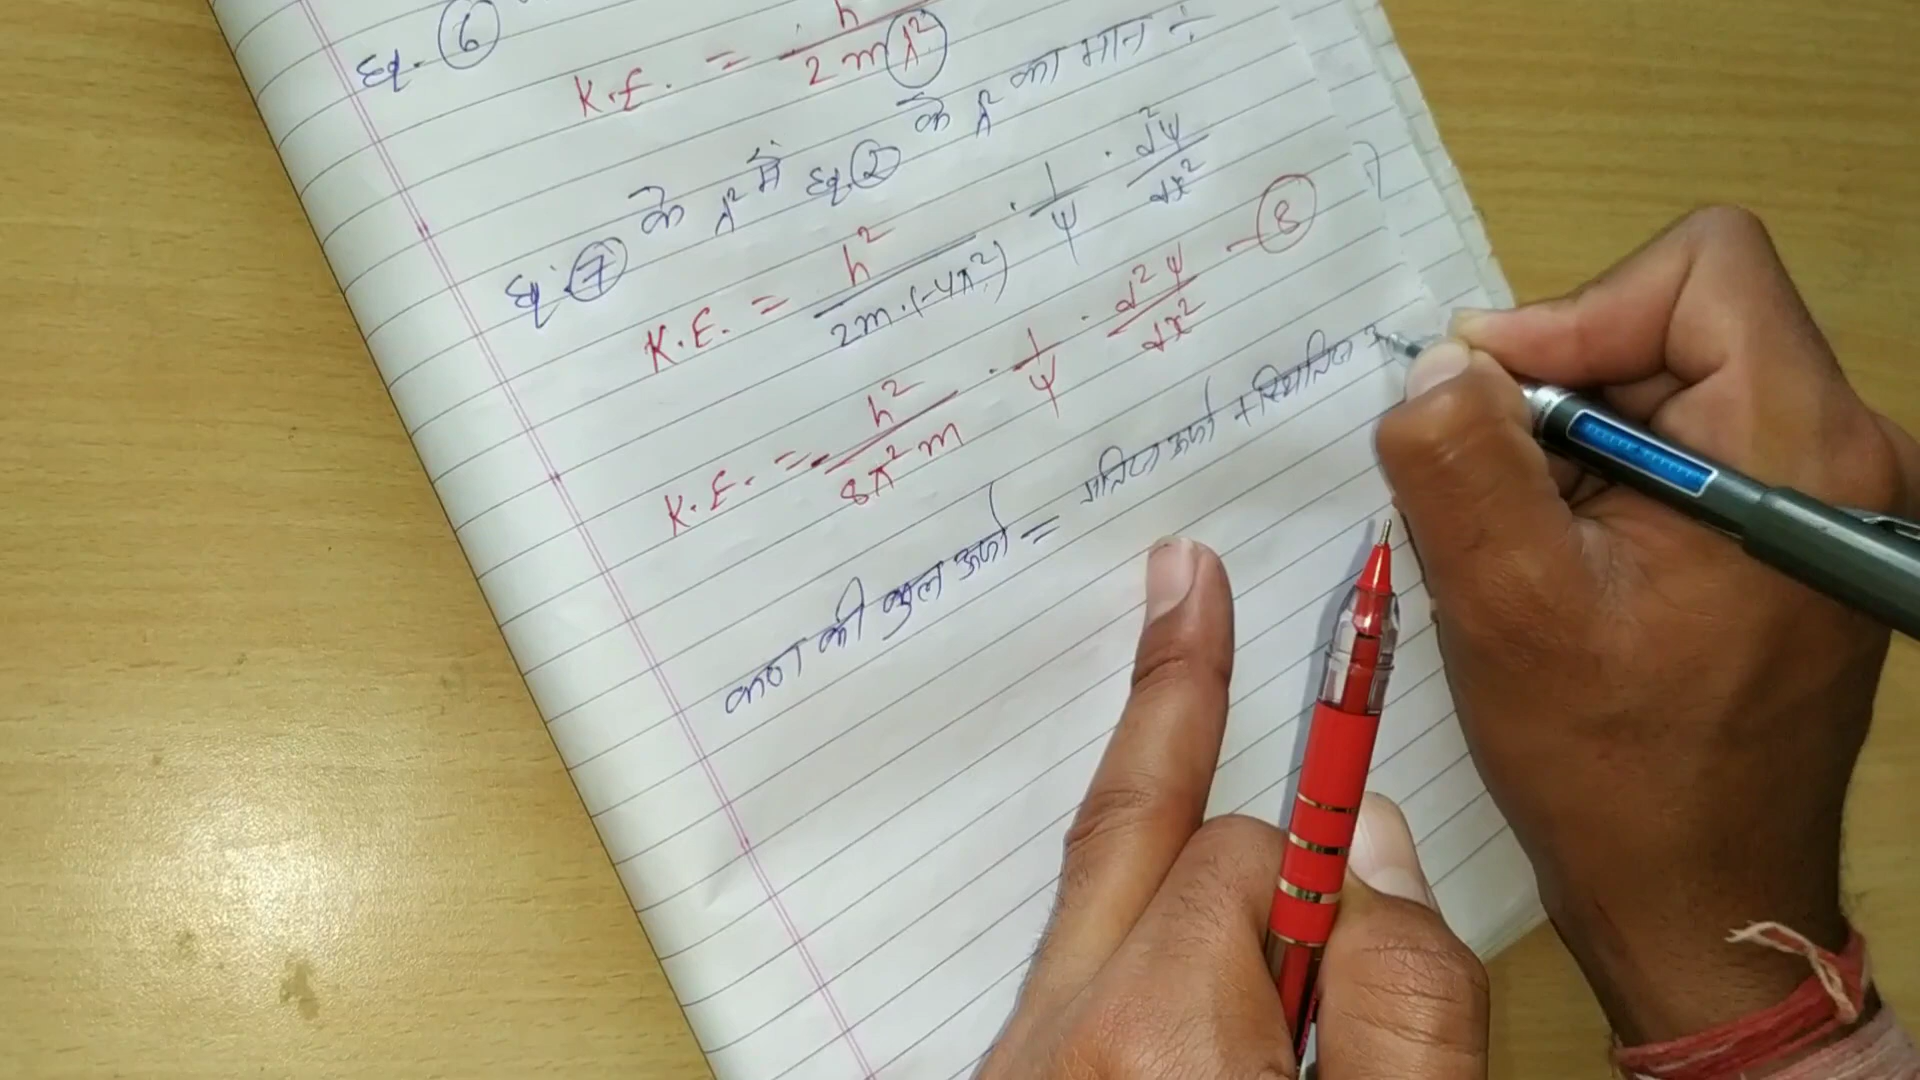 eq. ⑥
K.E. = h / 2mλ²
eq. ⑦ के λ² में eq. ② के λ² का मान ÷
K.E. = h² / 2m.(-4π²) . 1/ψ . d²ψ/dx²
K.E. = - h² / 8π²m . 1/ψ . d²ψ/dx² - ⑧
कण की कुल ऊर्जा = गतिज ऊर्जा + स्थितिज